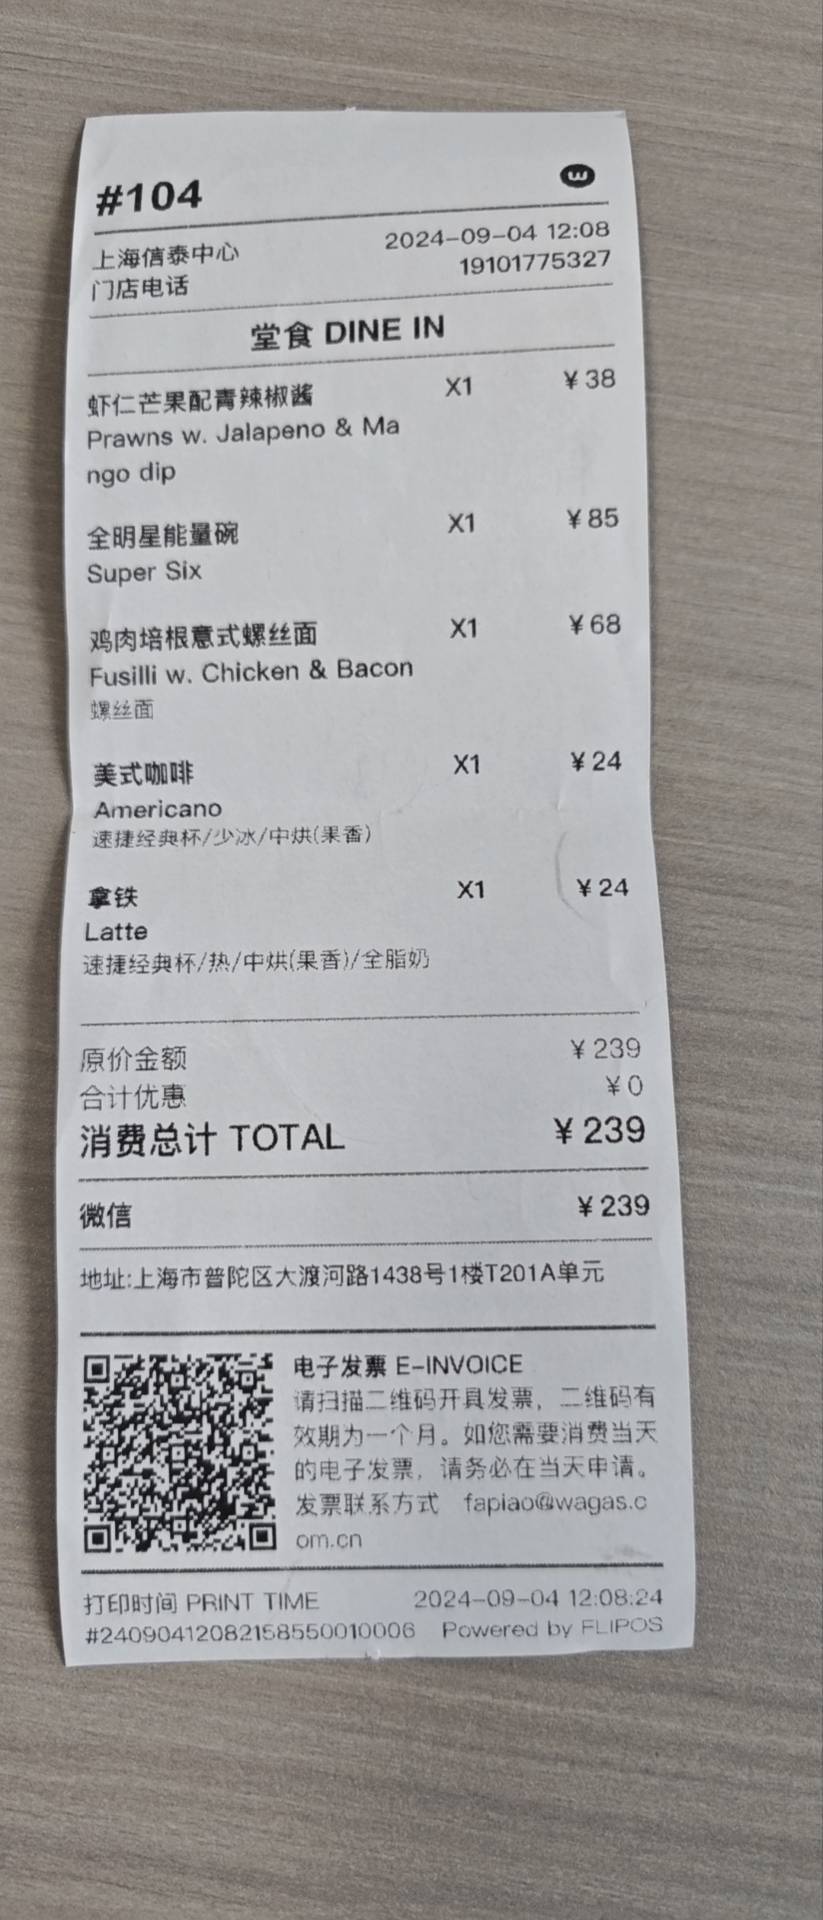 #104
上海信泰中心 2024-09-04 12:08
门店电话 19101775327
堂食 DINE IN
虾仁芒果配青辣椒酱 X1 ¥38
Prawns w. Jalapeno & Ma
ngo dip
全明星能量碗 X1 ¥85
Super Six
鸡肉培根意式螺丝面 X1 ¥68
Fusilli w. Chicken & Bacon
螺丝面
美式咖啡 X1 ¥24
Americano
速捷经典杯/少冰/中烘(果香)
拿铁 X1 ¥24
Latte
速捷经典杯/热/中烘(果香)/全脂奶
原价金额 ¥239
合计优惠 ¥0
消费总计 TOTAL ¥239
微信 ¥239
地址:上海市普陀区大渡河路1438号1楼T201A单元
电子发票 E-INVOICE
请扫描二维码开具发票，二维码有
效期为一个月。如您需要消费当天
的电子发票，请务必在当天申请。
发票联系方式 fapiao@wagas.c
om.cn
打印时间 PRINT TIME 2024-09-04 12:08:24
#240904120821585500​10006 Powered by FLIPOS